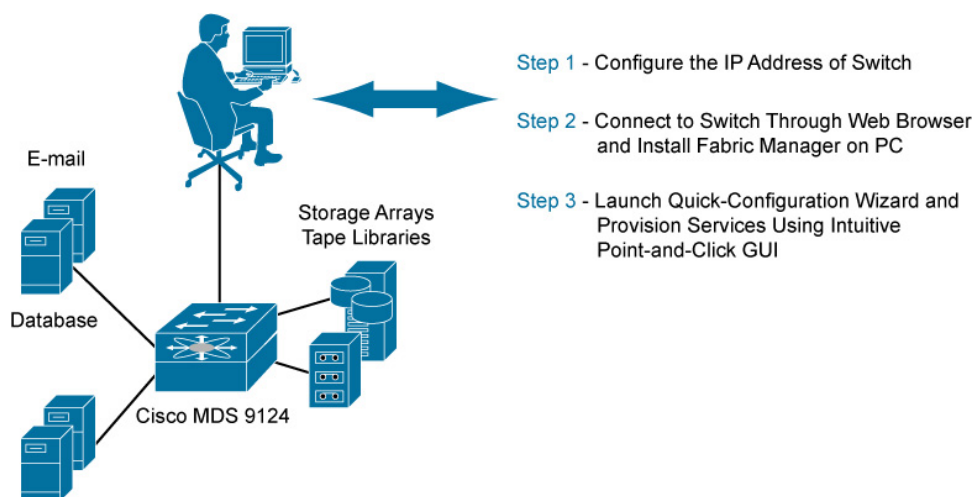 Step 1 - Configure the IP Address of Switch
Step 2 - Connect to Switch Through Web Browser
and Install Fabric Manager on PC
Step 3 - Launch Quick-Configuration Wizard and
Provision Services Using Intuitive
Point-and-Click GUI
E-mail
Storage Arrays
Tape Libraries
Database
Cisco MDS 9124